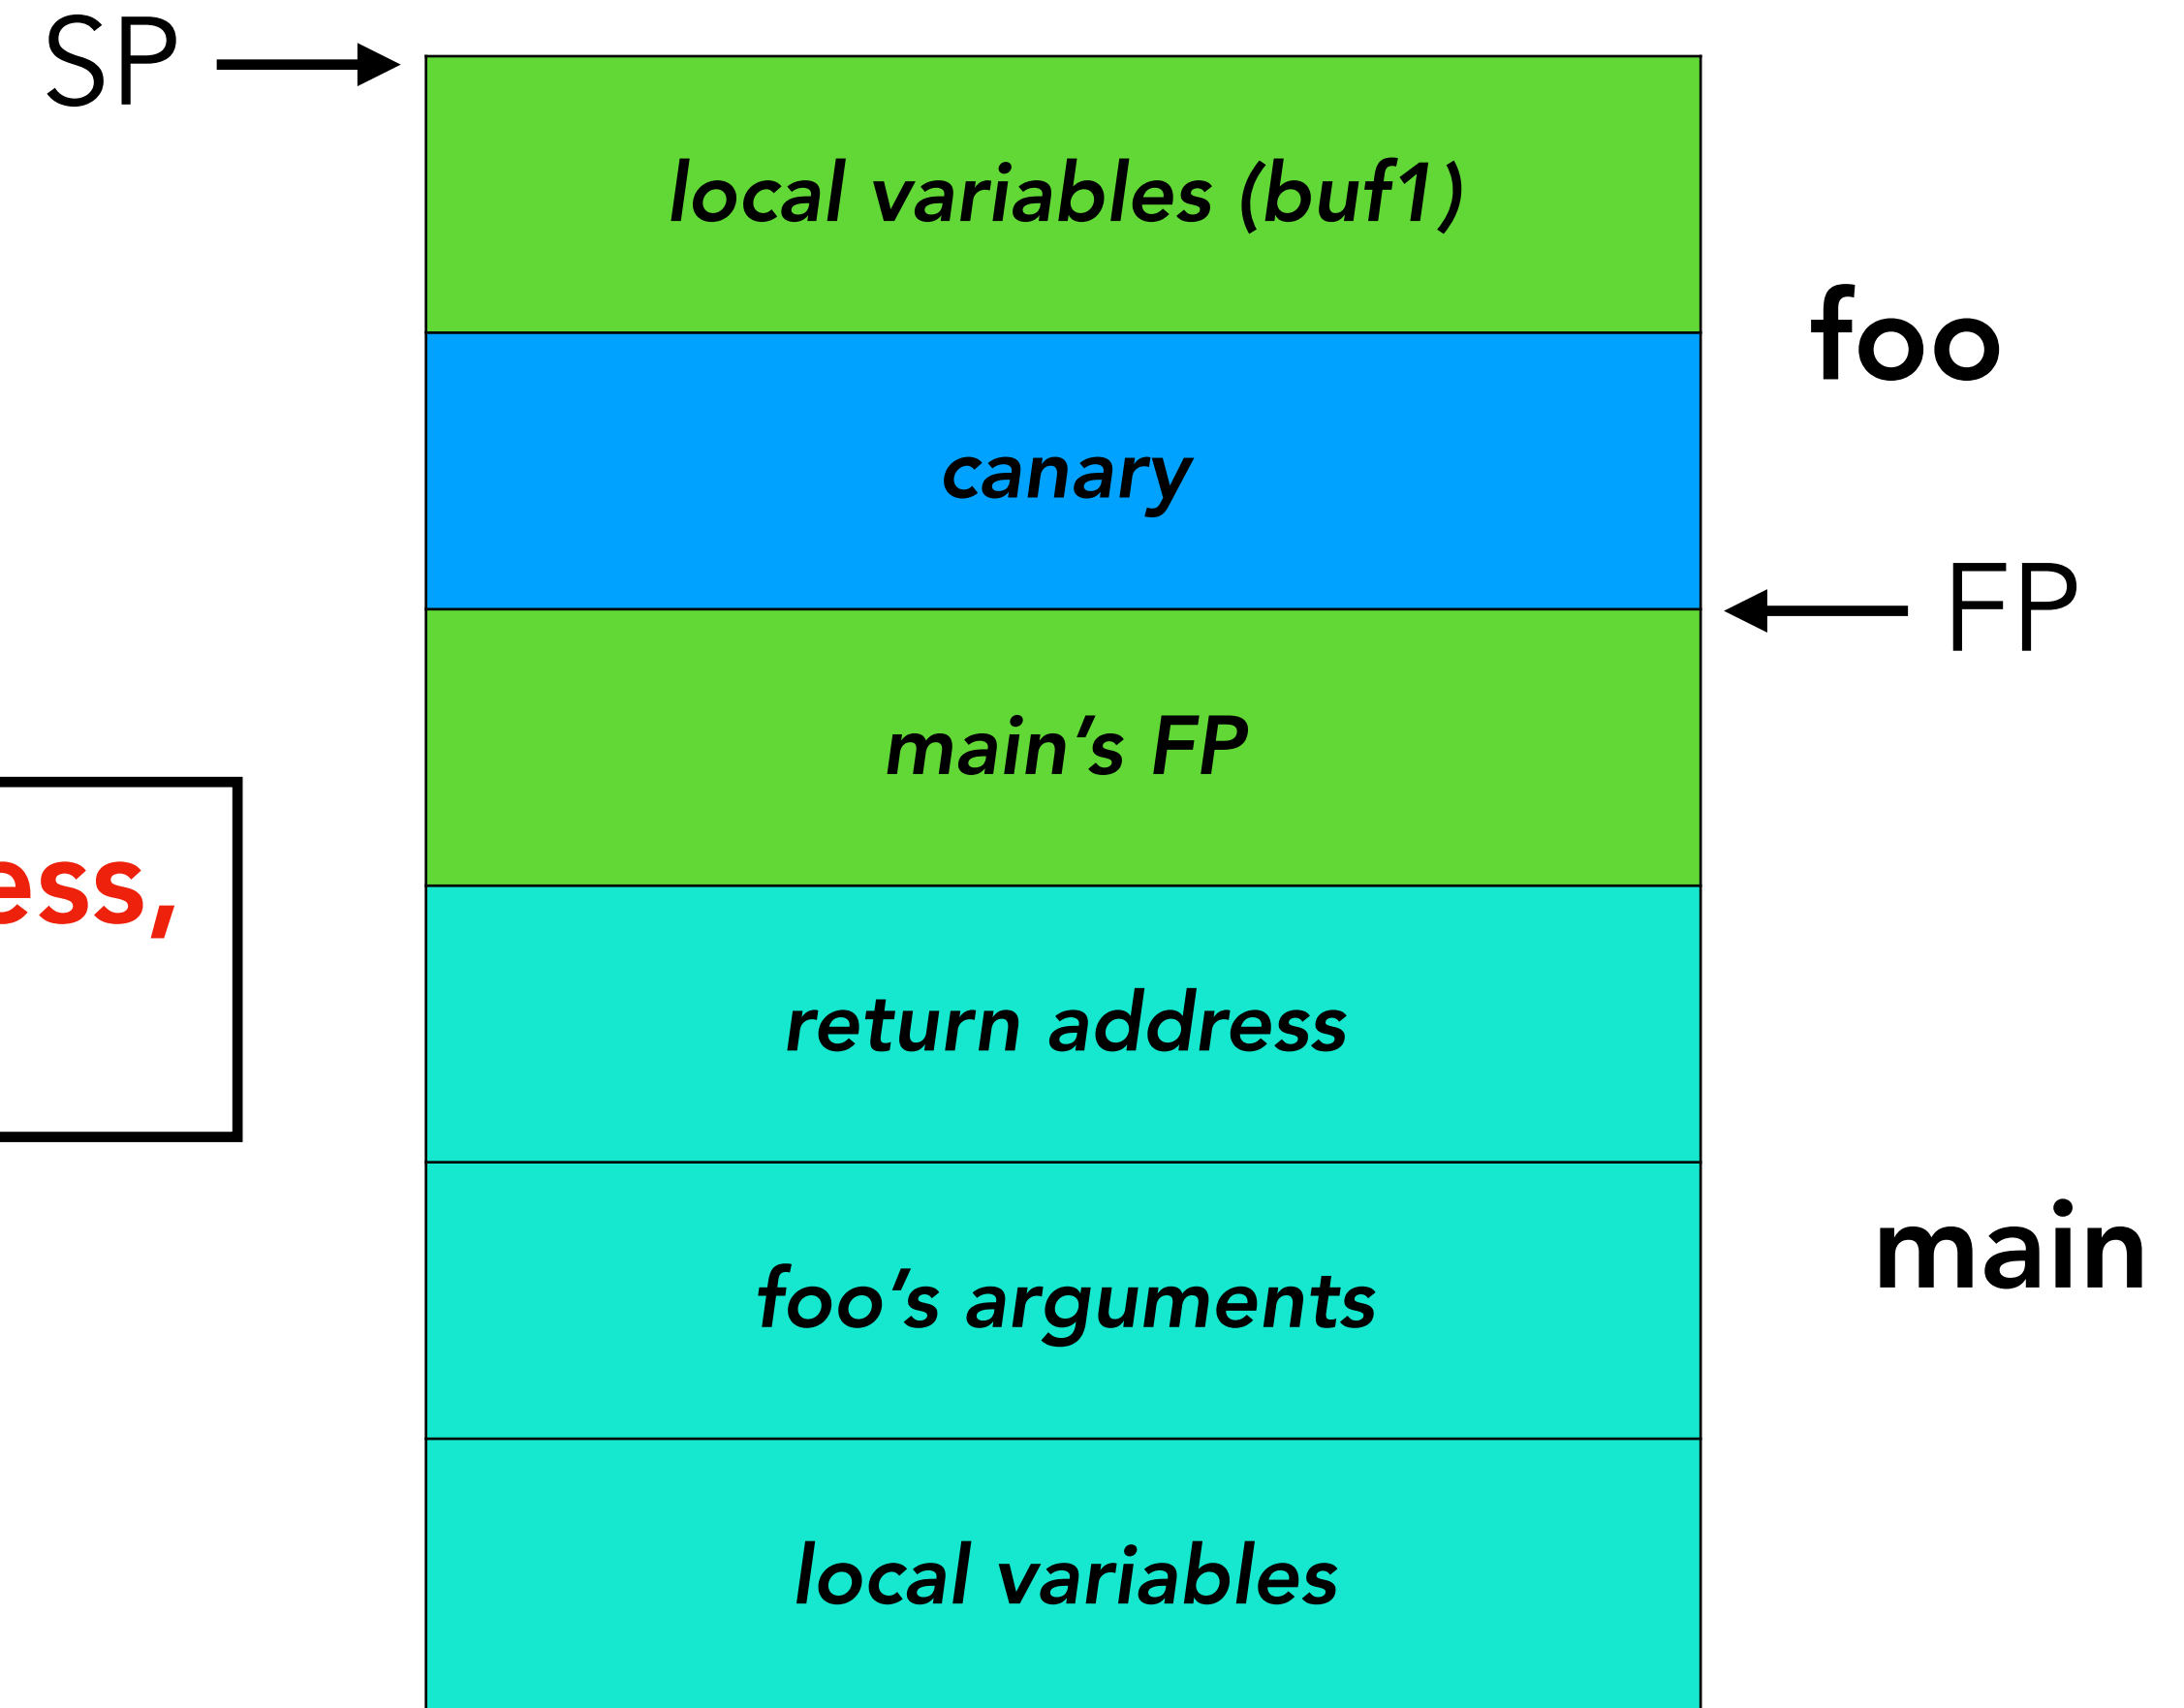 SP
local variables (buf1)
foo
canary
FP
main's FP
ess,
return address
main
foo's arguments
local variables